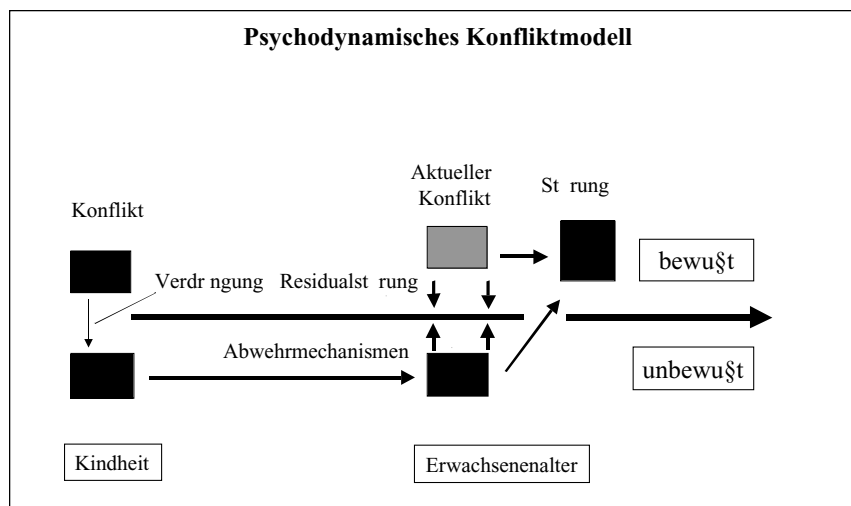 Psychodynamisches Konfliktmodell
Aktueller
Konflikt
St rung
Konflikt
bewu§t
Verdr ngung Residualst rung
Abwehrmechanismen
unbewu§t
Kindheit
Erwachsenenalter